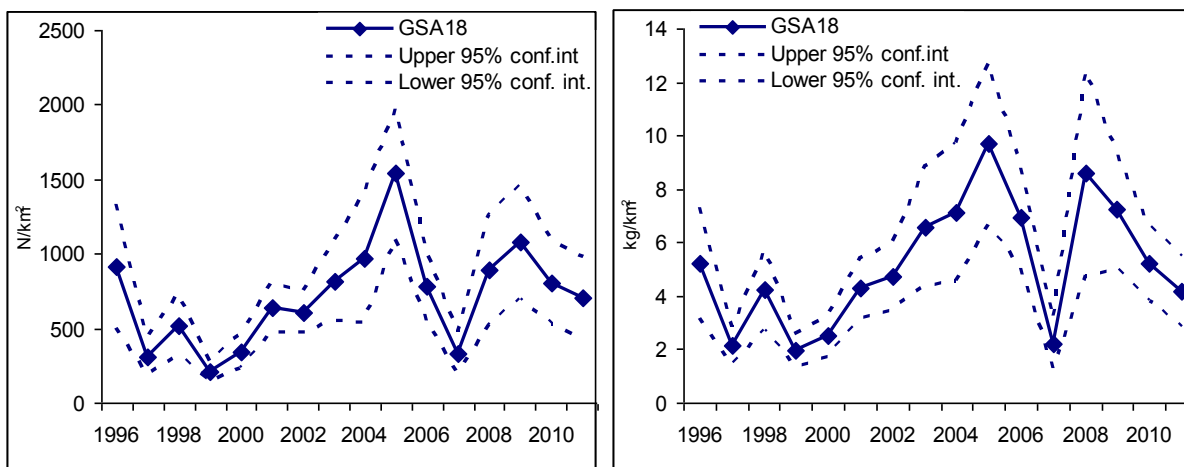 2500
2000
1500
1000
500
0
N/km²
GSA18
Upper 95% conf.int
Lower 95% conf. int.
1996 1998 2000 2002 2004 2006 2008 2010
14
12
10
8
6
4
2
0
kg/km²
GSA18
Upper 95% conf.int
Lower 95% conf. int.
1996 1998 2000 2002 2004 2006 2008 2010